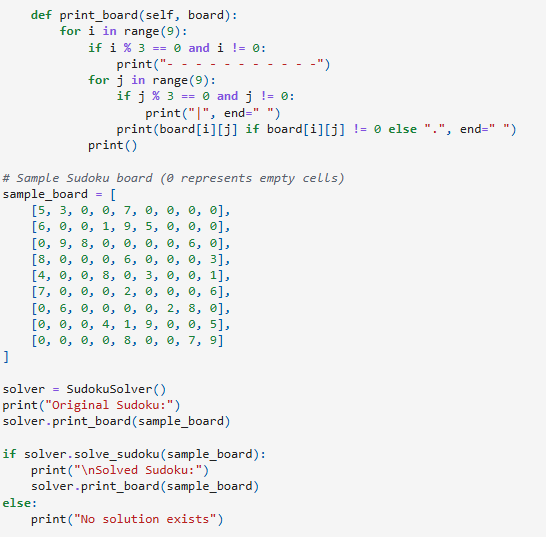 def print_board(self, board):
        for i in range(9):
            if i % 3 == 0 and i != 0:
                print("- - - - - - - - - - -")
            for j in range(9):
                if j % 3 == 0 and j != 0:
                    print("|", end=" ")
                print(board[i][j] if board[i][j] != 0 else ".", end=" ")
            print()

# Sample Sudoku board (0 represents empty cells)
sample_board = [
    [5, 3, 0, 0, 7, 0, 0, 0, 0],
    [6, 0, 0, 1, 9, 5, 0, 0, 0],
    [0, 9, 8, 0, 0, 0, 0, 6, 0],
    [8, 0, 0, 0, 6, 0, 0, 0, 3],
    [4, 0, 0, 8, 0, 3, 0, 0, 1],
    [7, 0, 0, 0, 2, 0, 0, 0, 6],
    [0, 6, 0, 0, 0, 0, 2, 8, 0],
    [0, 0, 0, 4, 1, 9, 0, 0, 5],
    [0, 0, 0, 0, 8, 0, 0, 7, 9]
]

solver = SudokuSolver()
print("Original Sudoku:")
solver.print_board(sample_board)

if solver.solve_sudoku(sample_board):
    print("\nSolved Sudoku:")
    solver.print_board(sample_board)
else:
    print("No solution exists")